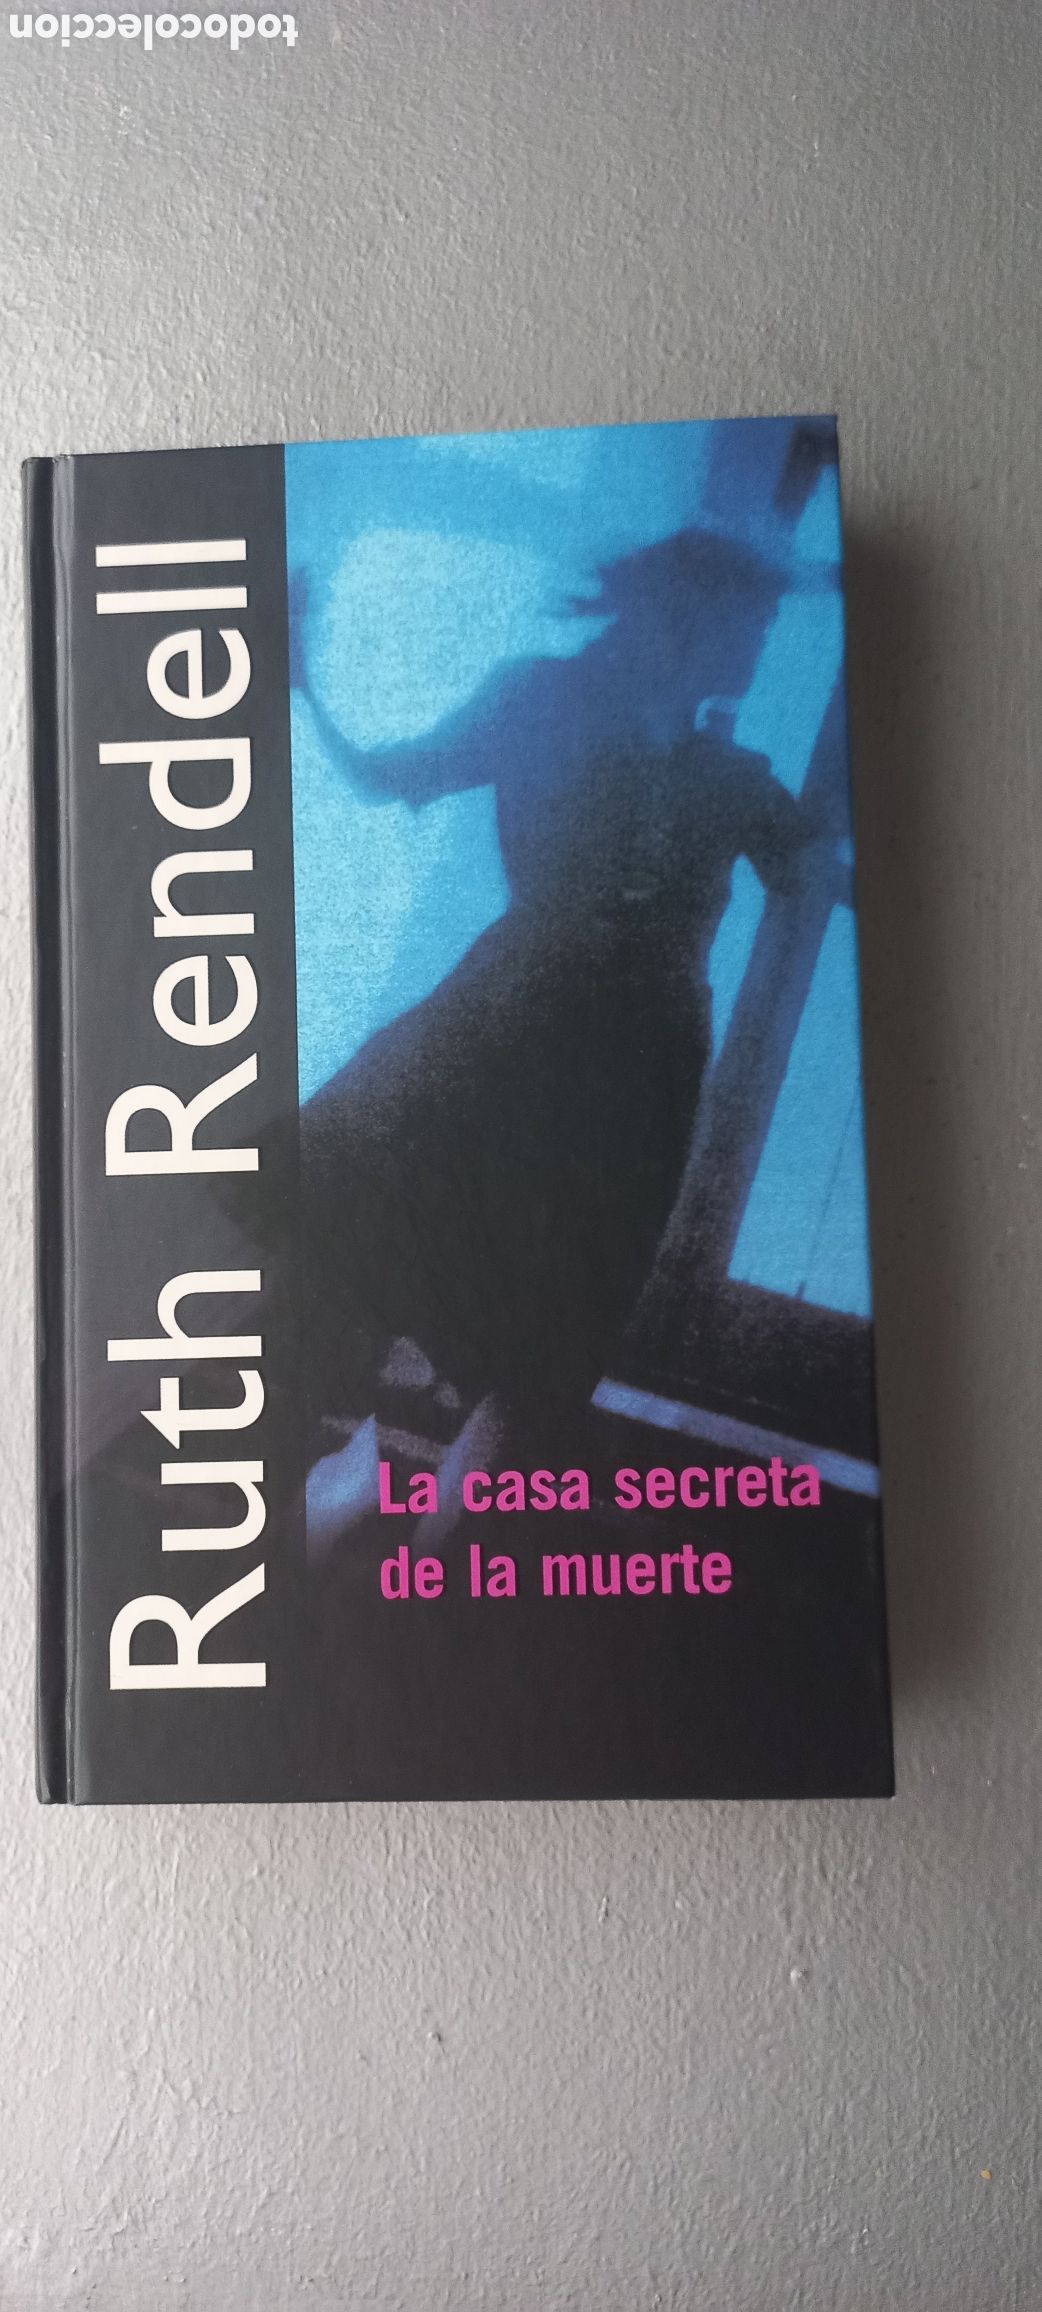 todocoleccion
Ruth Rendell
La casa secreta
de la muerte